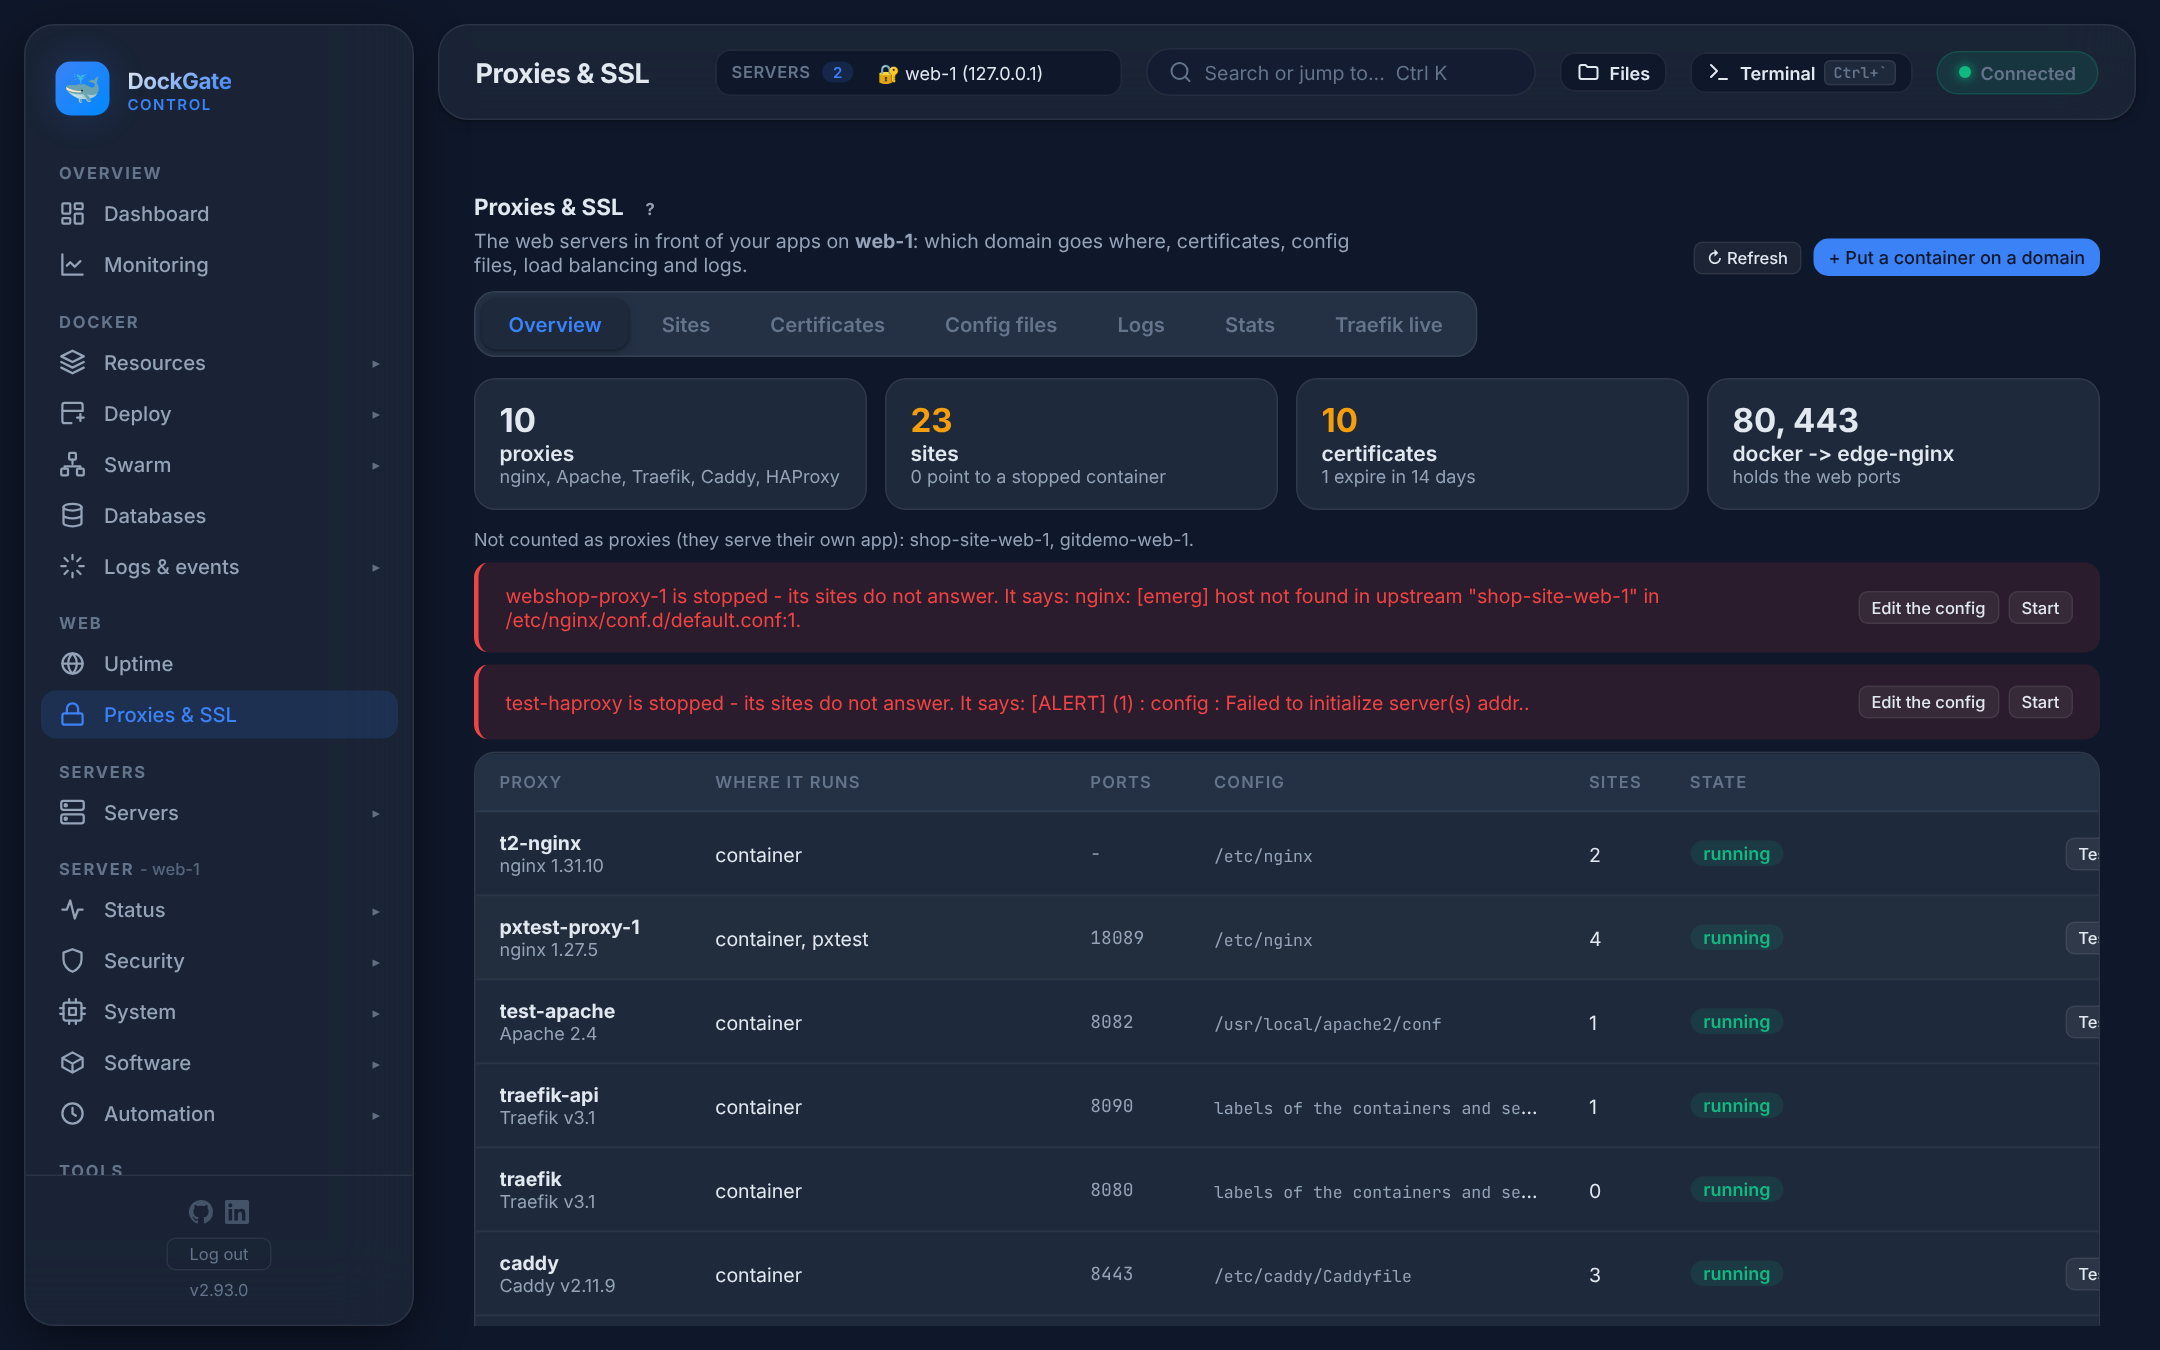 DockGate
CONTROL
OVERVIEW
Dashboard
Monitoring
DOCKER
Resources
Deploy
Swarm
Databases
Logs & events
WEB
Uptime
Proxies & SSL
SERVERS
Servers
SERVER - web-1
Status
Security
System
Software
Automation
TOOLS
Log out
v2.93.0
Proxies & SSL
SERVERS 2 web-1 (127.0.0.1)
Search or jump to... Ctrl K
Files
Terminal Ctrl+`
Connected
Proxies & SSL ?
The web servers in front of your apps on web-1: which domain goes where, certificates, config
files, load balancing and logs.
↻ Refresh
+ Put a container on a domain
Overview Sites Certificates Config files Logs Stats Traefik live
10
proxies
nginx, Apache, Traefik, Caddy, HAProxy
23
sites
0 point to a stopped container
10
certificates
1 expire in 14 days
80, 443
docker -> edge-nginx
holds the web ports
Not counted as proxies (they serve their own app): shop-site-web-1, gitdemo-web-1.
webshop-proxy-1 is stopped - its sites do not answer. It says: nginx: [emerg] host not found in upstream "shop-site-web-1" in
/etc/nginx/conf.d/default.conf:1.
Edit the config Start
test-haproxy is stopped - its sites do not answer. It says: [ALERT] (1) : config : Failed to initialize server(s) addr..
Edit the config Start
PROXY WHERE IT RUNS PORTS CONFIG SITES STATE
t2-nginx
nginx 1.31.10
container - /etc/nginx 2 running Te
pxtest-proxy-1
nginx 1.27.5
container, pxtest 18089 /etc/nginx 4 running Te
test-apache
Apache 2.4
container 8082 /usr/local/apache2/conf 1 running Te
traefik-api
Traefik v3.1
container 8090 labels of the containers and se... 1 running
traefik
Traefik v3.1
container 8080 labels of the containers and se... 0 running
caddy
Caddy v2.11.9
container 8443 /etc/caddy/Caddyfile 3 running Te